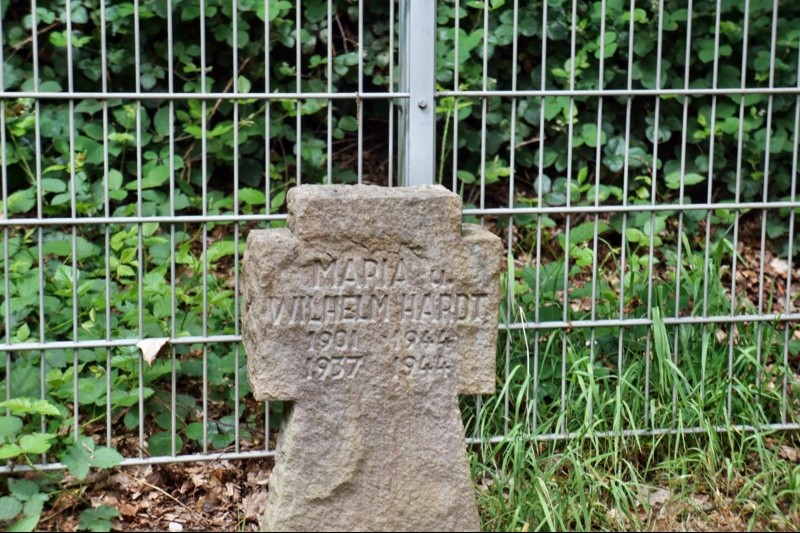 MARIA u.
WILHELM HARDT
1901 1944
1937 1944